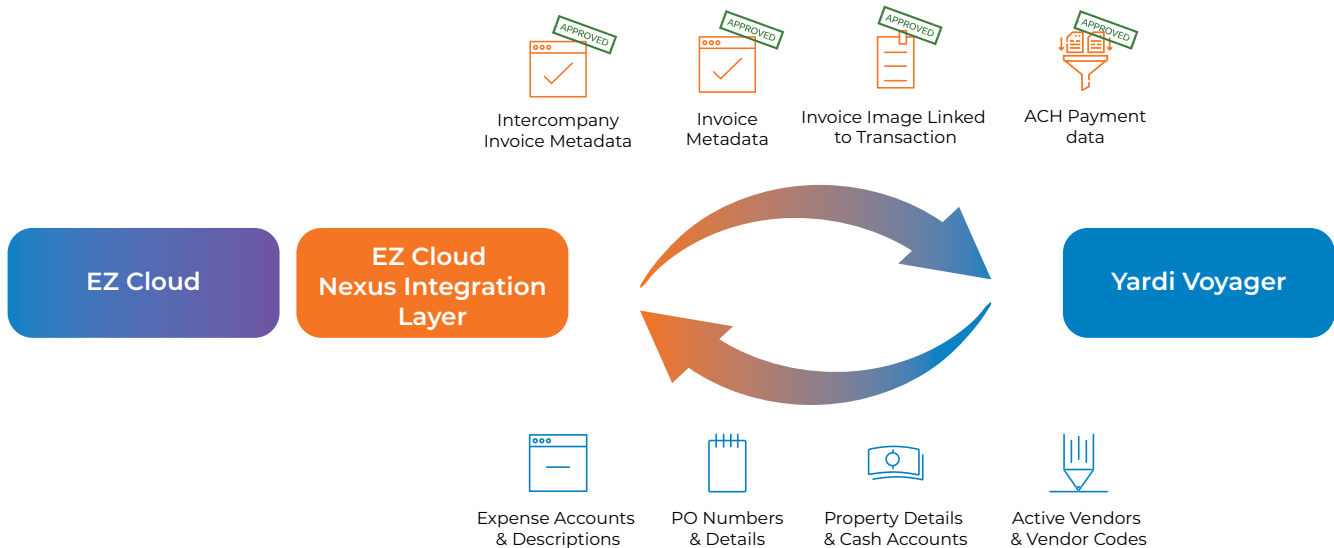 APPROVED
APPROVED
APPROVED
APPROVED
Intercompany
Invoice Metadata
Invoice
Metadata
Invoice Image Linked
to Transaction
ACH Payment
data
EZ Cloud
EZ Cloud
Nexus Integration
Layer
Yardi Voyager
Expense Accounts
& Descriptions
PO Numbers
& Details
Property Details
& Cash Accounts
Active Vendors
& Vendor Codes